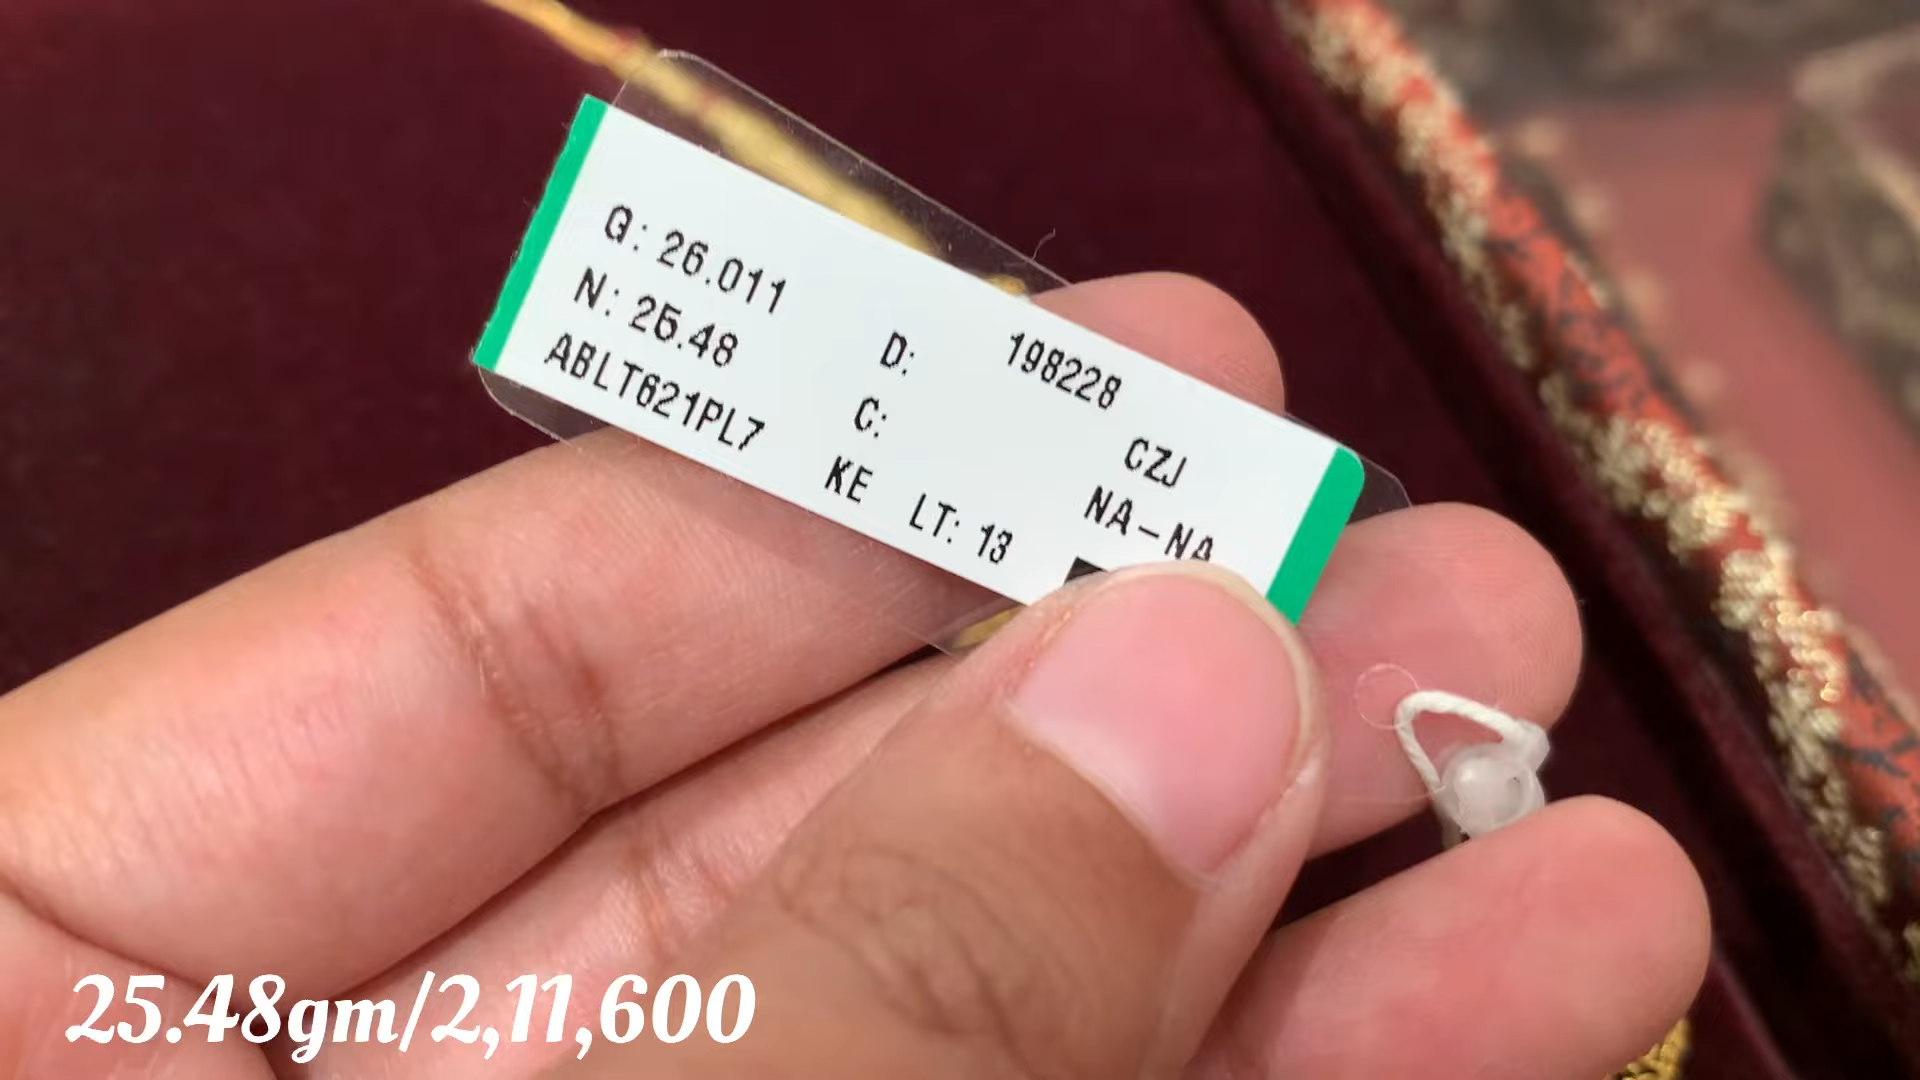 G: 26.011
N: 25.48
ABLT621PL7
D:
C:
KE LT: 13
198228
CZJ
NA-NA
25.48gm/2,11,600